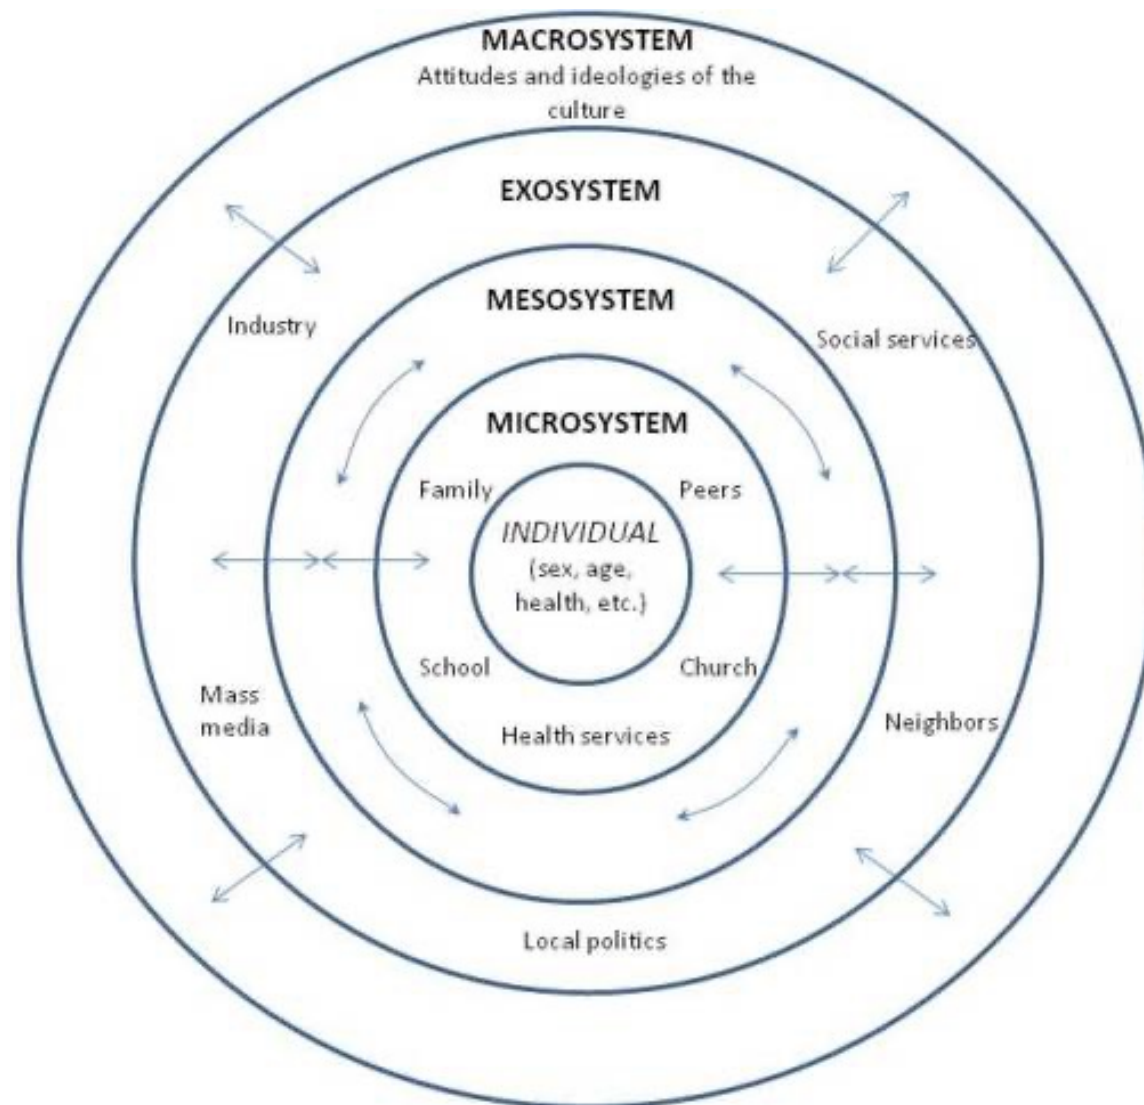 MACROSYSTEM
Attitudes and ideologies of the
culture
EXOSYSTEM
MESOSYSTEM
Industry
Social services
MICROSYSTEM
Family
Peers
INDIVIDUAL
(sex, age,
health, etc.)
School
Church
Mass
media
Neighbors
Health services
Local politics